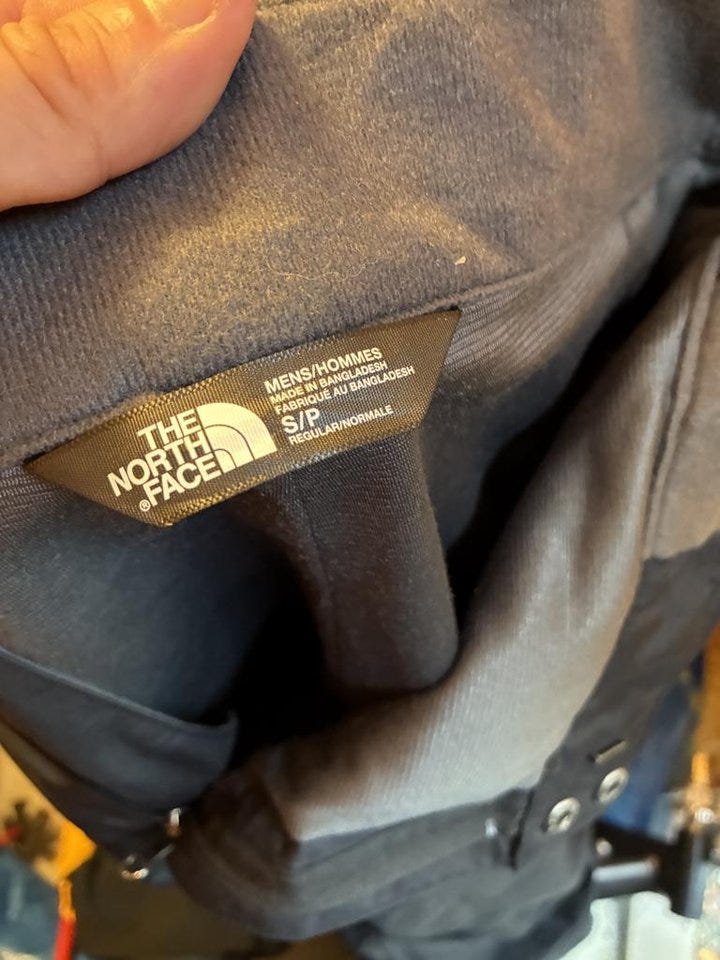 THE
NORTH
FACE
®
MENS/HOMMES
MADE IN BANGLADESH
FABRIQUÉ AU BANGLADESH
S/P
REGULAR/NORMALE